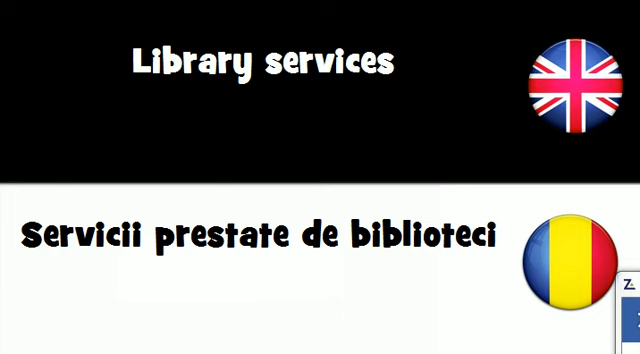 Library services
Servicii prestate de biblioteci
Z